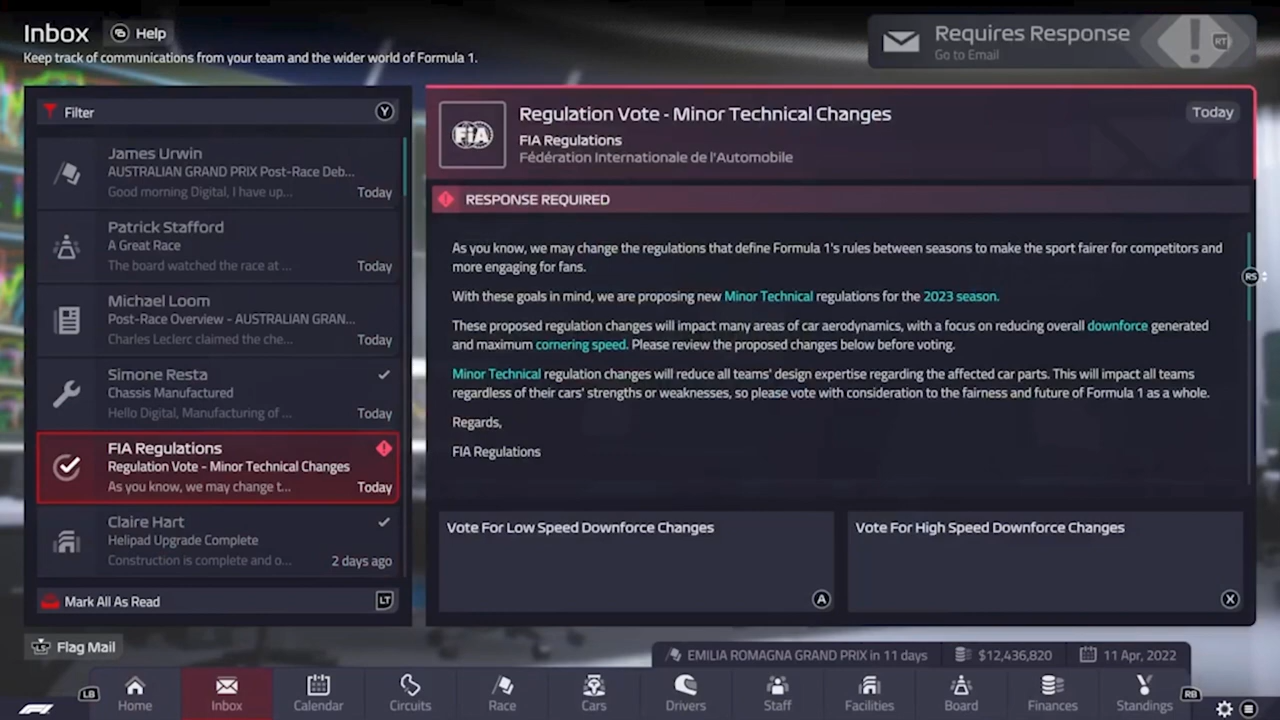 Inbox
Help
Keep track of communications from your team and the wider world of Formula 1.
Requires Response
Go to Email
RT
Filter
Y
James Urwin
AUSTRALIAN GRAND PRIX Post-Race Deb...
Good morning Digital, I have up...
Today
Patrick Stafford
A Great Race
The board watched the race at ...
Today
Michael Loom
Post-Race Overview - AUSTRALIAN GRAN...
Charles Leclerc claimed the che...
Today
Simone Resta
Chassis Manufactured
Hello Digital, Manufacturing of ...
Today
FIA Regulations
Regulation Vote - Minor Technical Changes
As you know, we may change t...
Today
Claire Hart
Helipad Upgrade Complete
Construction is complete and o...
2 days ago
Mark All As Read
LT
LS
Flag Mail
FIA
Regulation Vote - Minor Technical Changes
Today
FIA Regulations
Fédération Internationale de l'Automobile
RESPONSE REQUIRED
As you know, we may change the regulations that define Formula 1's rules between seasons to make the sport fairer for competitors and
more engaging for fans.
With these goals in mind, we are proposing new Minor Technical regulations for the 2023 season.
These proposed regulation changes will impact many areas of car aerodynamics, with a focus on reducing overall downforce generated
and maximum cornering speed. Please review the proposed changes below before voting.
Minor Technical regulation changes will reduce all teams' design expertise regarding the affected car parts. This will impact all teams
regardless of their cars' strengths or weaknesses, so please vote with consideration to the fairness and future of Formula 1 as a whole.
Regards,
FIA Regulations
RS
Vote For Low Speed Downforce Changes
A
Vote For High Speed Downforce Changes
X
EMILIA ROMAGNA GRAND PRIX in 11 days
$12,436,820
11 Apr, 2022
LB
Home
Inbox
Calendar
Circuits
Race
Cars
Drivers
Staff
Facilities
Board
Finances
Standings
RB